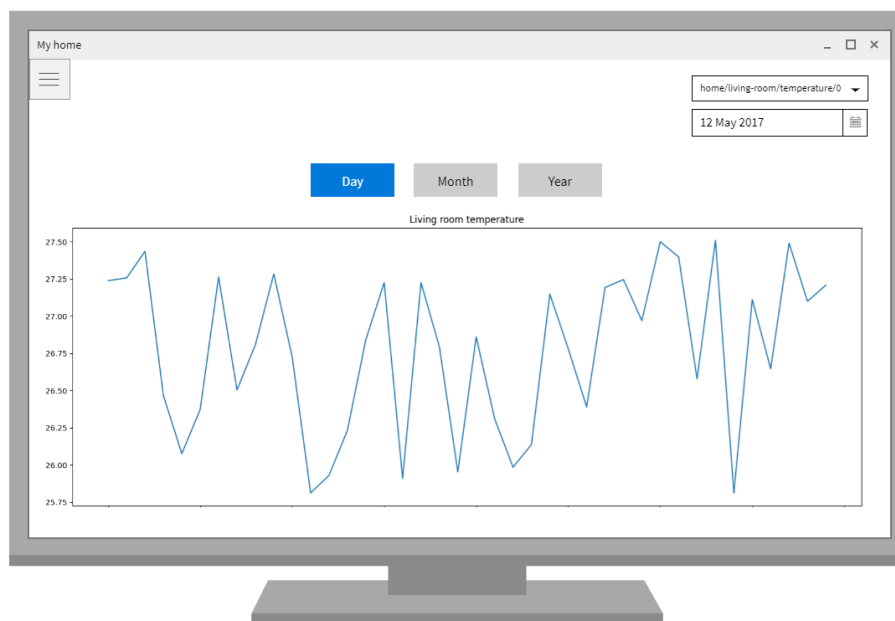 My home
home/living-room/temperature/0
12 May 2017
Day Month Year
Living room temperature
27.50
27.25
27.00
26.75
26.50
26.25
26.00
25.75